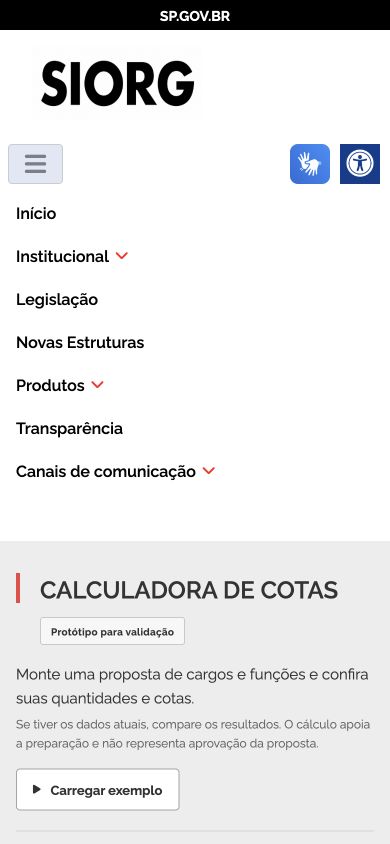 SP.GOV.BR
SIORG
Início
Institucional
Legislação
Novas Estruturas
Produtos
Transparência
Canais de comunicação
CALCULADORA DE COTAS
Protótipo para validação
Monte uma proposta de cargos e funções e confira
suas quantidades e cotas.
Se tiver os dados atuais, compare os resultados. O cálculo apoia
a preparação e não representa aprovação da proposta.
Carregar exemplo